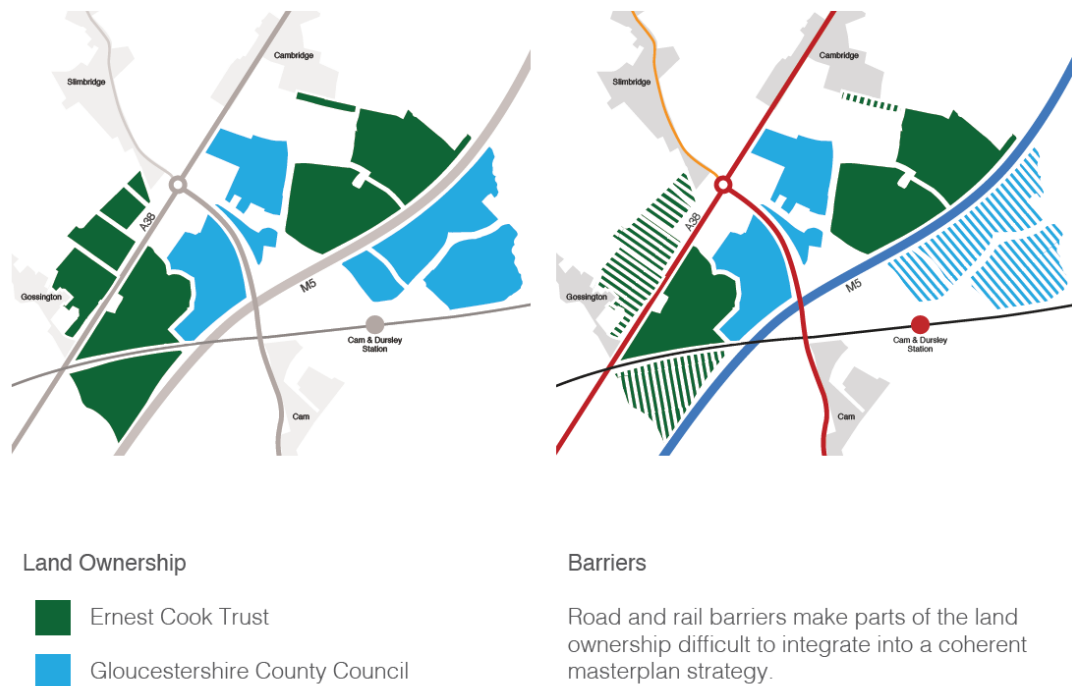 Slimbridge
Cambridge
A38
Gossington
M5
Cam & Dursley
Station
Cam
Slimbridge
Cambridge
A38
Gossington
M5
Cam & Dursley
Station
Cam
Land Ownership
Ernest Cook Trust
Gloucestershire County Council
Barriers
Road and rail barriers make parts of the land
ownership difficult to integrate into a coherent
masterplan strategy.